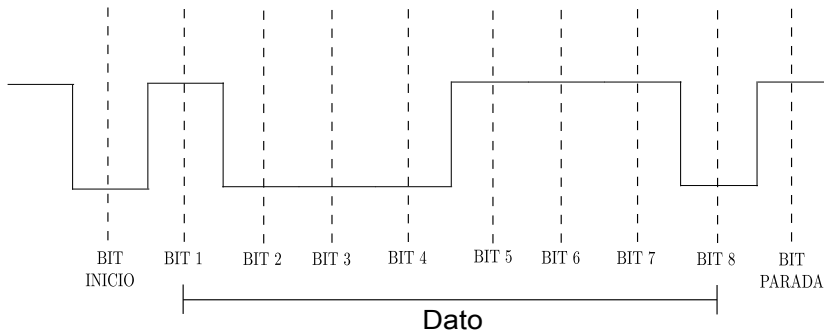 BIT INICIO
BIT 1
BIT 2
BIT 3
BIT 4
BIT 5
BIT 6
BIT 7
BIT 8
BIT PARADA
Dato